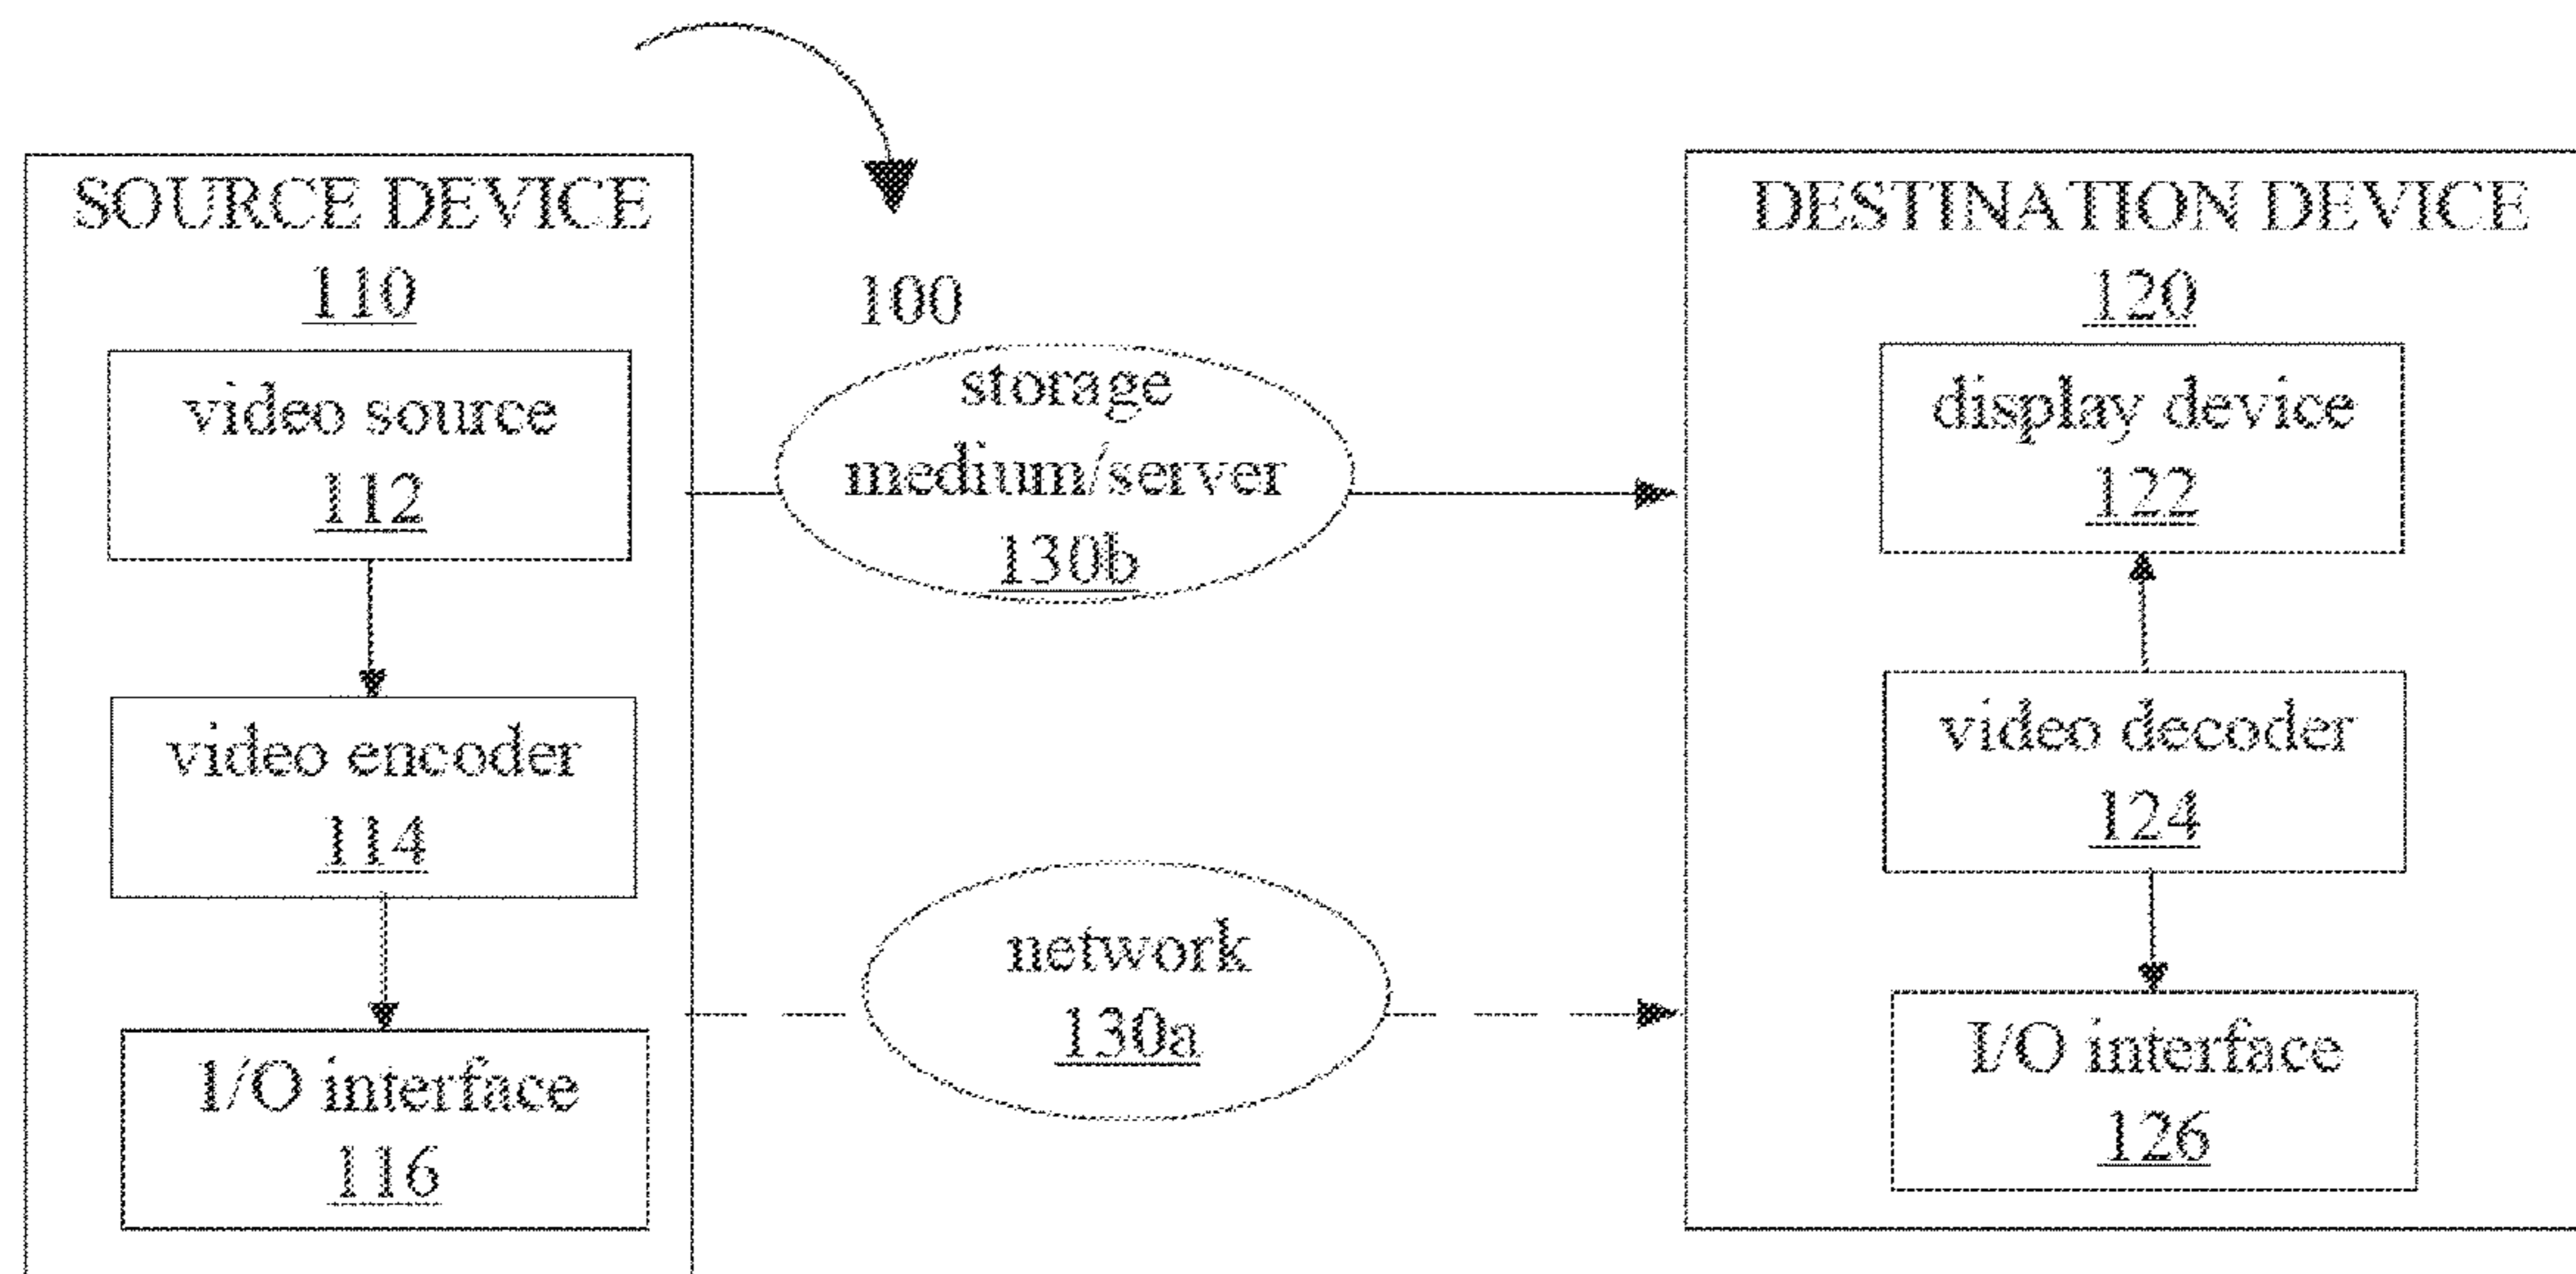 SOURCE DEVICE
110
video source
112
video encoder
114
I/O interface
116
100
storage
medium/server
130b
network
130a
DESTINATION DEVICE
120
display device
122
video decoder
124
I/O interface
126